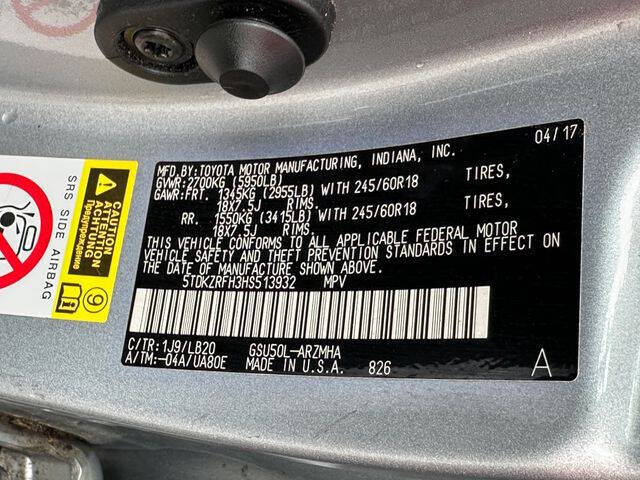 04/17
MFD.BY:TOYOTA MOTOR MANUFACTURING, INDIANA, INC.
GVWR:2700KG (5950LB)
GAWR:FRT. 1345KG (2955LB) WITH 245/60R18 TIRES,
18X7.5J RIMS.
RR. 1550KG (3415LB) WITH 245/60R18 TIRES,
18X7.5J RIMS.
THIS VEHICLE CONFORMS TO ALL APPLICABLE FEDERAL MOTOR
VEHICLE SAFETY AND THEFT PREVENTION STANDARDS IN EFFECT ON
THE DATE OF MANUFACTURE SHOWN ABOVE.
5TDKZRFH3HS513932 MPV
C/TR:1J9/LB20 GSU50L-ARZMHA
A/TM:-04A/UA80E MADE IN U.S.A. 826
A
SRS SIDE AIRBAG
CAUTION
ATTENTION
ACHTUNG
Предупреждение
9